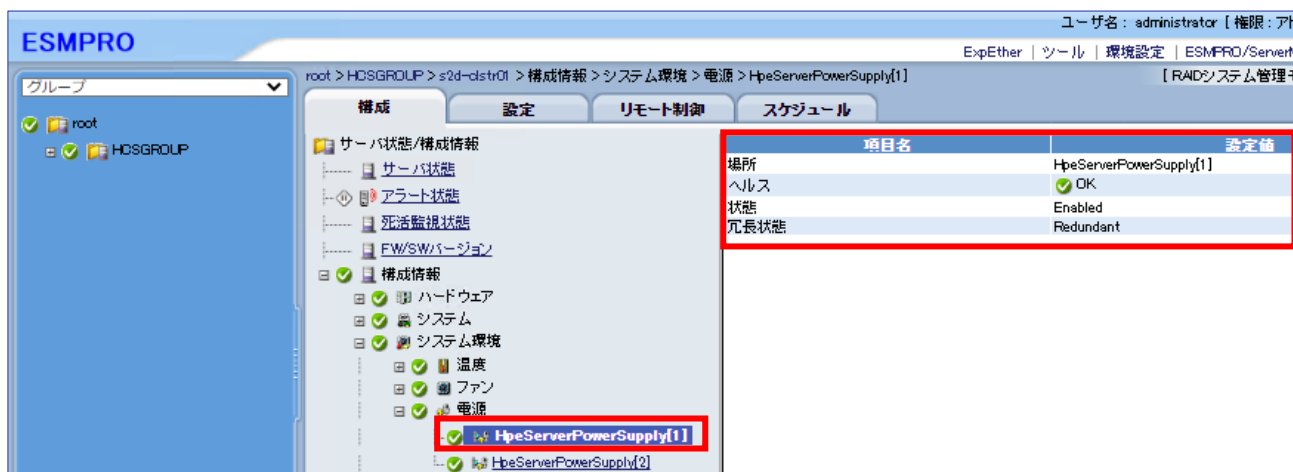 ユーザ名 : administrator [ 権限 : アド
ESMPRO
ExpEther | ツール | 環境設定 | ESMPRO/Server
グループ
root > HCSGROUP > s2d-clstr01 > 構成情報 > システム環境 > 電源 > HpeServerPowerSupply[1]
[ RAIDシステム管理
構成
設定
リモート制御
スケジュール
root
HCSGROUP
サーバ状態/構成情報
サーバ状態
アラート状態
死活監視状態
FW/SWバージョン
構成情報
ハードウェア
システム
システム環境
温度
ファン
電源
HpeServerPowerSupply[1]
HpeServerPowerSupply[2]
項目名 設定値
場所 HpeServerPowerSupply[1]
ヘルス OK
状態 Enabled
冗長状態 Redundant